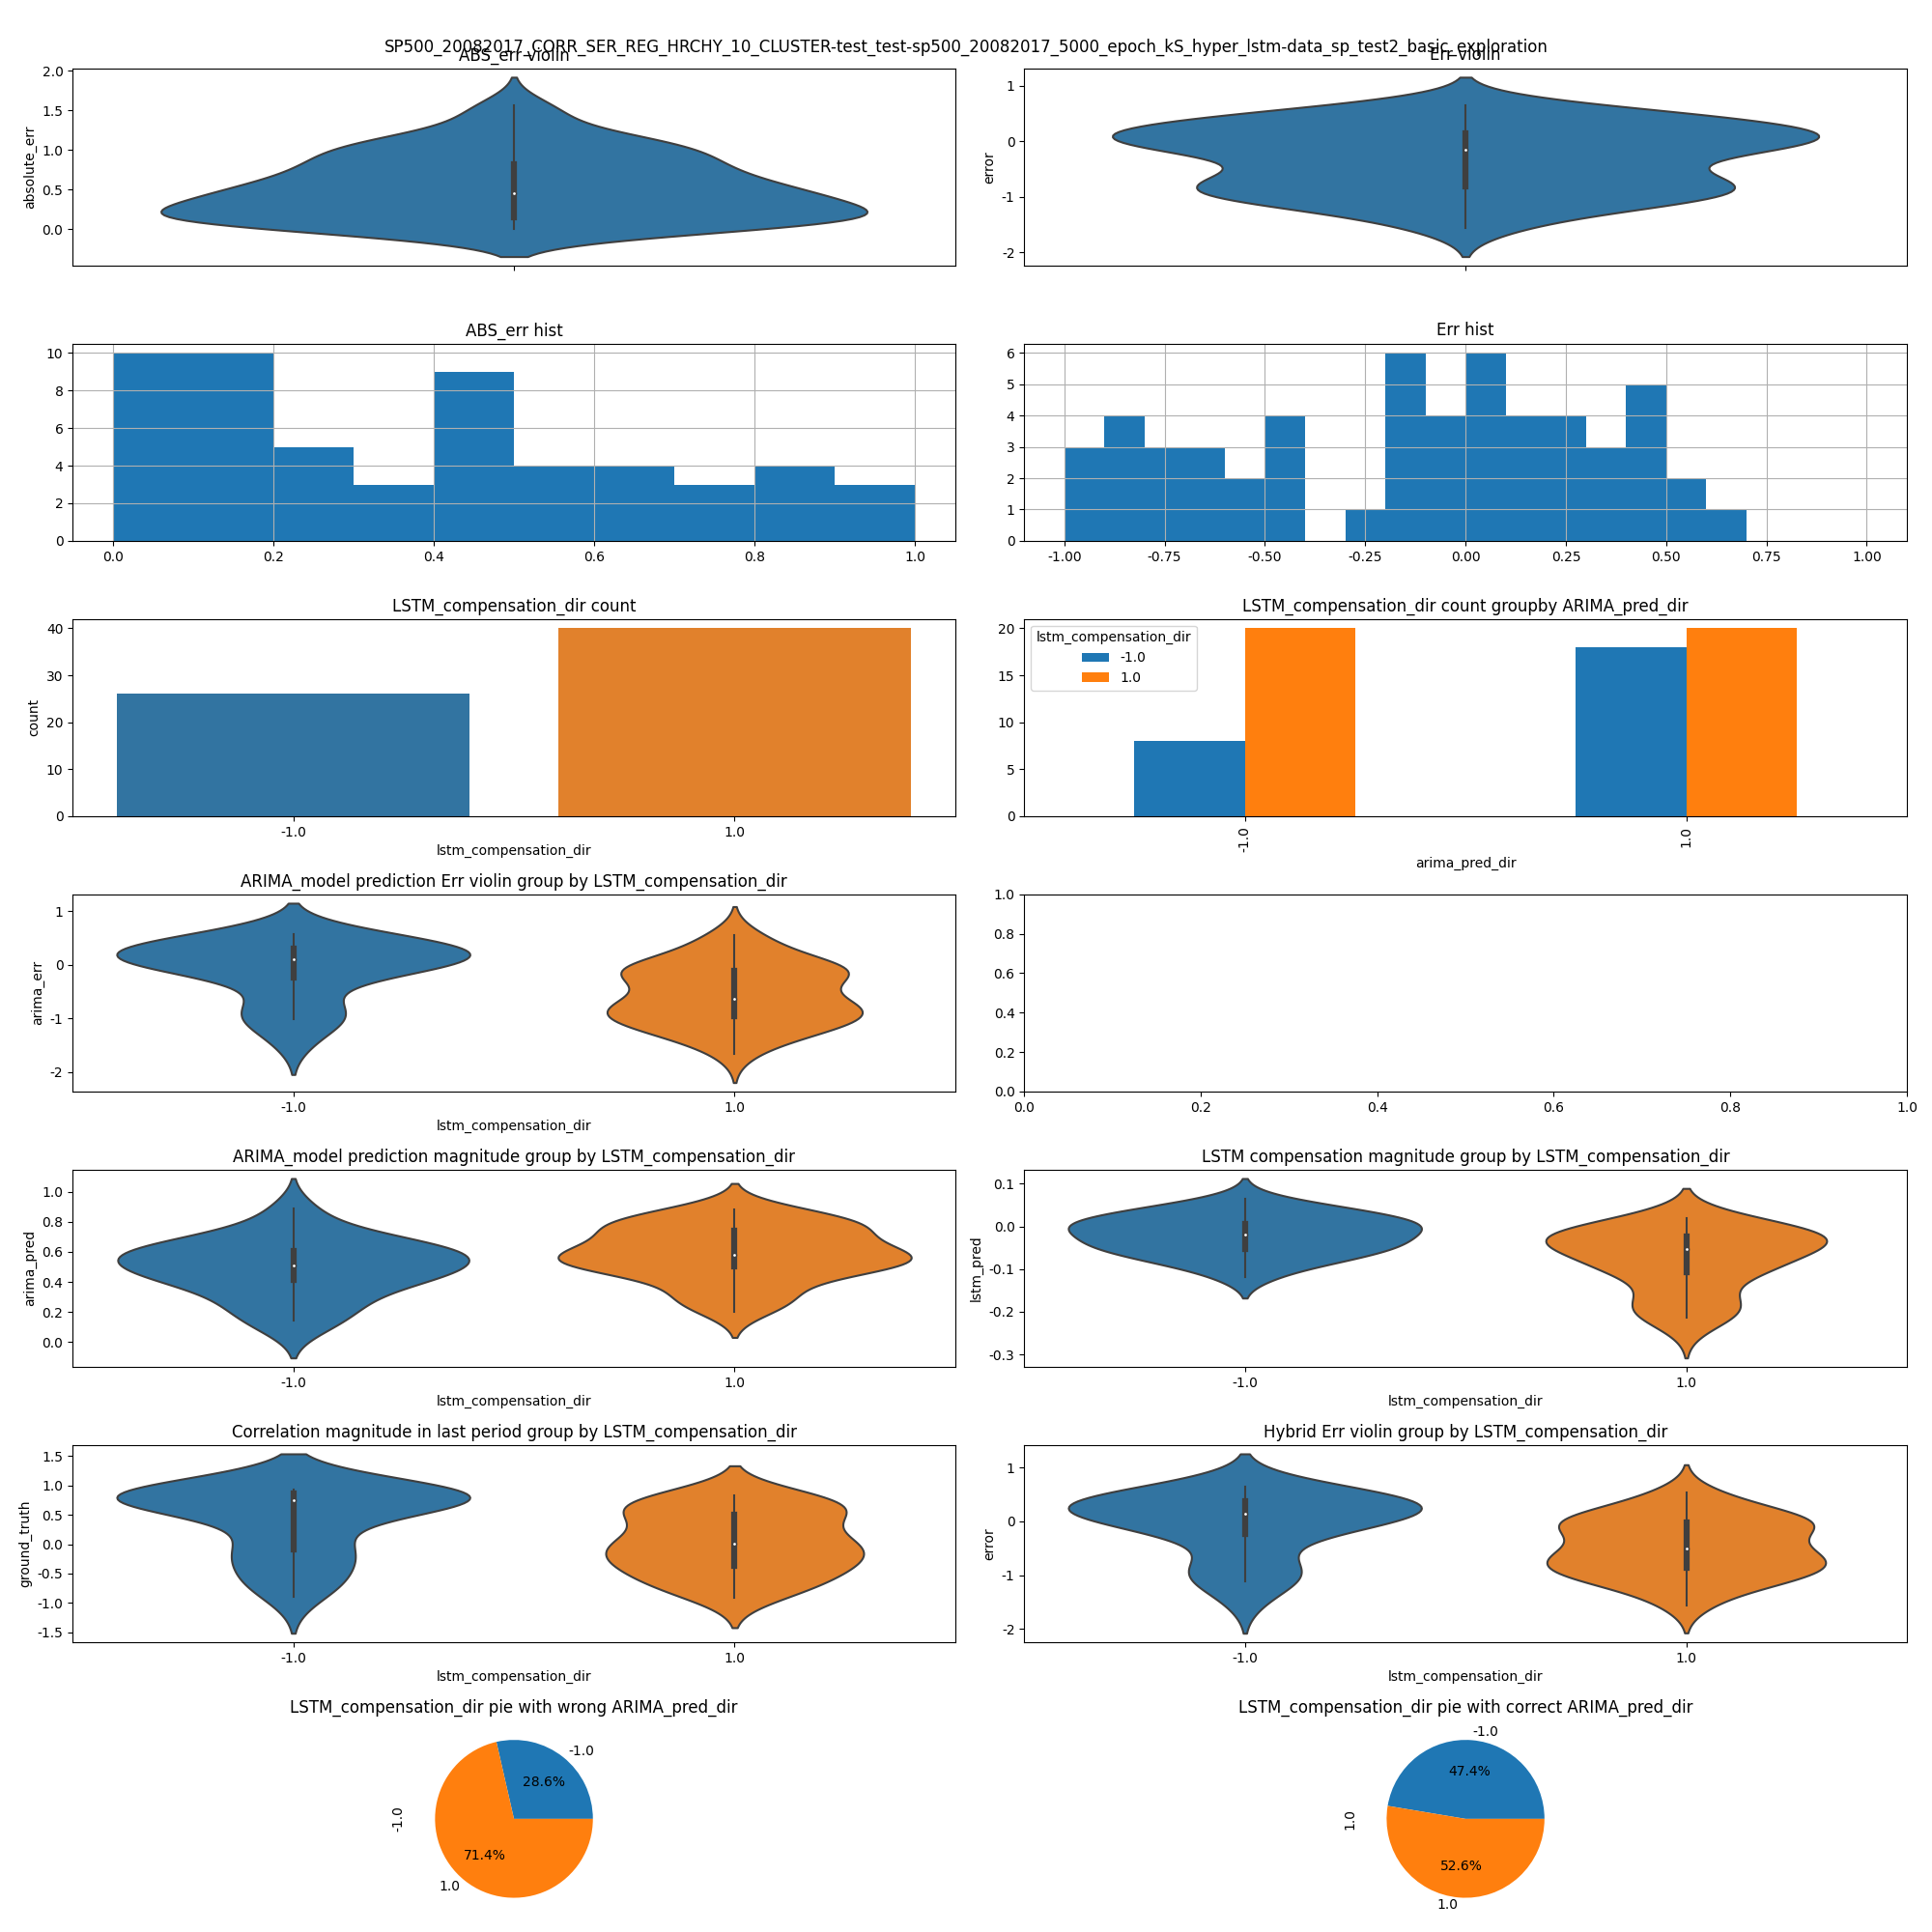 SP500_20082017_CORR_SER_REG_HRCHY_10_CLUSTER-test_test-sp500_20082017_5000_epoch_kS_hyper_lstm-data_sp_test2_basic_exploration
ABS_err violin
Err violin
absolute_err
2.0
1.5
1.0
0.5
0.0
error
1
0
-1
-2
ABS_err hist
10
8
6
4
2
0
0.0 0.2 0.4 0.6 0.8 1.0
Err hist
6
5
4
3
2
1
0
-1.00 -0.75 -0.50 -0.25 0.00 0.25 0.50 0.75 1.00
LSTM_compensation_dir count
count
40
30
20
10
0
-1.0 1.0
lstm_compensation_dir
LSTM_compensation_dir count groupby ARIMA_pred_dir
lstm_compensation_dir
-1.0
1.0
20
15
10
5
0
-1.0 1.0
arima_pred_dir
ARIMA_model prediction Err violin group by LSTM_compensation_dir
arima_err
1
0
-1
-2
-1.0 1.0
lstm_compensation_dir
1.0
0.8
0.6
0.4
0.2
0.0
0.0 0.2 0.4 0.6 0.8 1.0
ARIMA_model prediction magnitude group by LSTM_compensation_dir
arima_pred
1.0
0.8
0.6
0.4
0.2
0.0
-1.0 1.0
lstm_compensation_dir
LSTM compensation magnitude group by LSTM_compensation_dir
lstm_pred
0.1
0.0
-0.1
-0.2
-0.3
-1.0 1.0
lstm_compensation_dir
Correlation magnitude in last period group by LSTM_compensation_dir
ground_truth
1.5
1.0
0.5
0.0
-0.5
-1.0
-1.5
-1.0 1.0
lstm_compensation_dir
Hybrid Err violin group by LSTM_compensation_dir
error
1
0
-1
-2
-1.0 1.0
lstm_compensation_dir
LSTM_compensation_dir pie with wrong ARIMA_pred_dir
-1.0
-1.0
28.6%
71.4%
1.0
LSTM_compensation_dir pie with correct ARIMA_pred_dir
1.0
-1.0
47.4%
52.6%
1.0